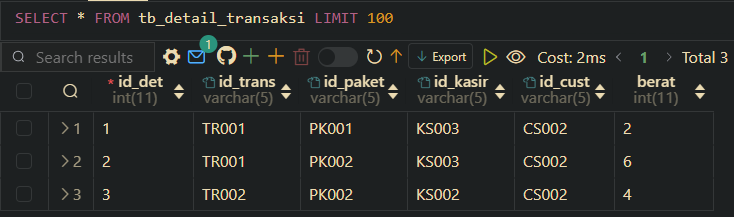 SELECT * FROM tb_detail_transaksi LIMIT 100
Search results 1 Export Cost: 2ms < 1 > Total 3
* id_det id_trans id_paket id_kasir id_cust berat
int(11) varchar(5) varchar(5) varchar(5) varchar(5) int(11)
> 1 1 TR001 PK001 KS003 CS002 2
> 2 2 TR001 PK002 KS003 CS002 6
> 3 3 TR002 PK002 KS002 CS002 4